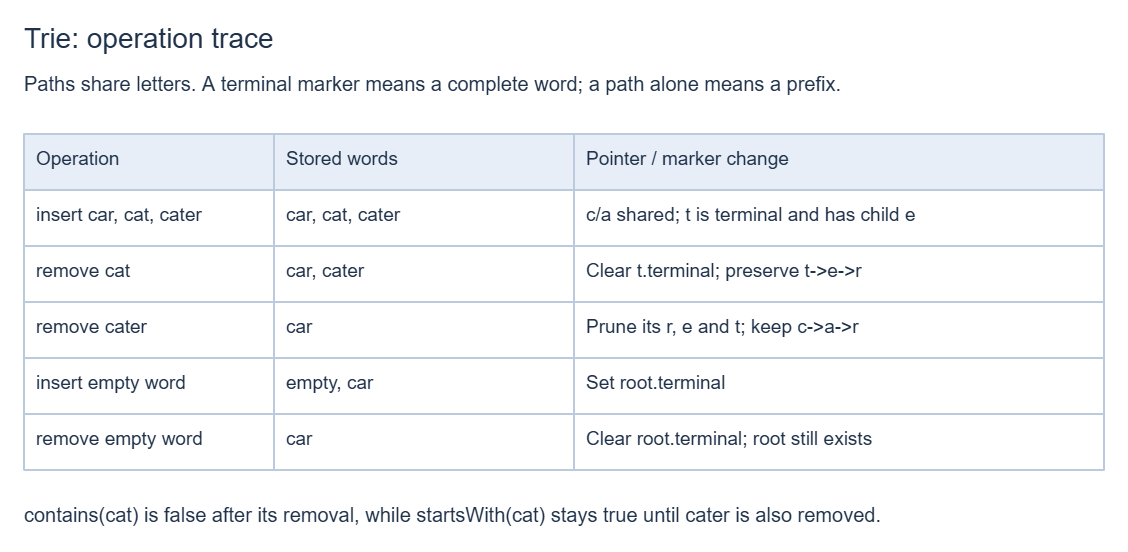 Trie: operation trace
Paths share letters. A terminal marker means a complete word; a path alone means a prefix.
Operation Stored words Pointer / marker change
insert car, cat, cater car, cat, cater c/a shared; t is terminal and has child e
remove cat car, cater Clear t.terminal; preserve t->e->r
remove cater car Prune its r, e and t; keep c->a->r
insert empty word empty, car Set root.terminal
remove empty word car Clear root.terminal; root still exists
contains(cat) is false after its removal, while startsWith(cat) stays true until cater is also removed.